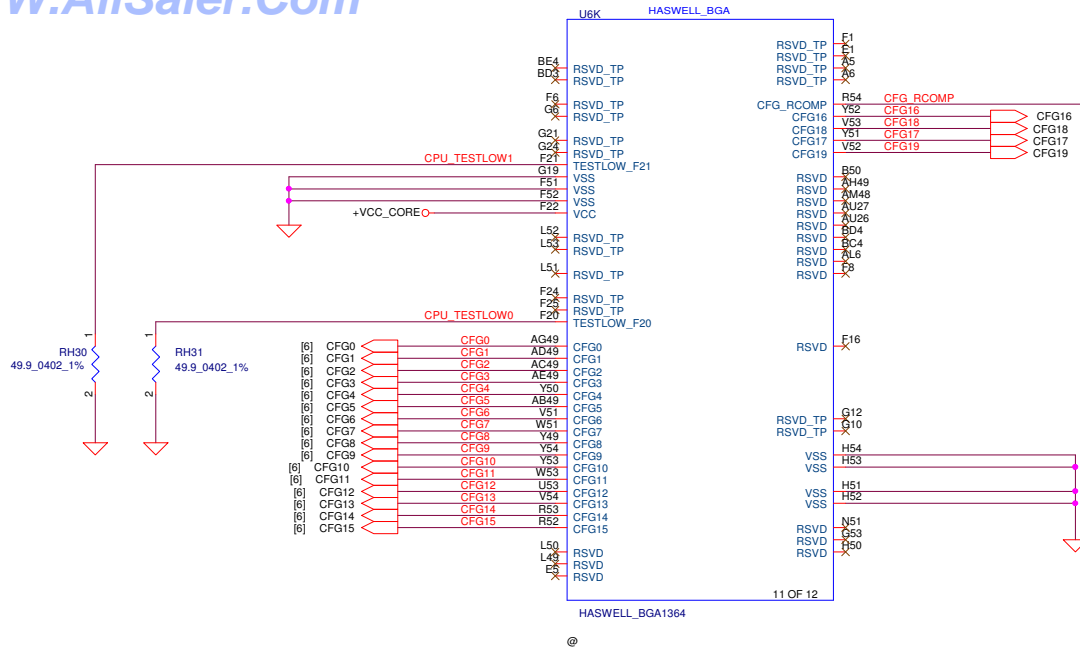 W.AliSaler.Com
U6K HASWELL_BGA
BE4 RSVD_TP
BD3 RSVD_TP
F6 RSVD_TP
G6 RSVD_TP
G21 RSVD_TP
G24 RSVD_TP
CPU_TESTLOW1 F21 TESTLOW_F21
G19 VSS
F51 VSS
F52 VSS
+VCC_CORE F22 VCC
L52 RSVD_TP
L53 RSVD_TP
L51 RSVD_TP
F24 RSVD_TP
F25 RSVD_TP
CPU_TESTLOW0 F20 TESTLOW_F20
[6] CFG0 CFG0 AG49 CFG0
[6] CFG1 CFG1 AD49 CFG1
[6] CFG2 CFG2 AC49 CFG2
[6] CFG3 CFG3 AE49 CFG3
[6] CFG4 CFG4 Y50 CFG4
[6] CFG5 CFG5 AB49 CFG5
[6] CFG6 CFG6 V51 CFG6
[6] CFG7 CFG7 W51 CFG7
[6] CFG8 CFG8 Y49 CFG8
[6] CFG9 CFG9 Y54 CFG9
[6] CFG10 CFG10 Y53 CFG10
[6] CFG11 CFG11 W53 CFG11
[6] CFG12 CFG12 U53 CFG12
[6] CFG13 CFG13 V54 CFG13
[6] CFG14 CFG14 R53 CFG14
[6] CFG15 CFG15 R52 CFG15
L50 RSVD
L49 RSVD
E5 RSVD
1 RH30 49.9_0402_1% 2
1 RH31 49.9_0402_1% 2
RSVD_TP F1
RSVD_TP E1
RSVD_TP A5
RSVD_TP A6
CFG_RCOMP R54 CFG_RCOMP
CFG16 Y52 CFG16 CFG16
CFG18 V53 CFG18 CFG18
CFG17 Y51 CFG17 CFG17
CFG19 V52 CFG19 CFG19
RSVD B50
RSVD AH49
RSVD AM48
RSVD AU27
RSVD AU26
RSVD BD4
RSVD BC4
RSVD AL6
RSVD F8
RSVD F16
RSVD_TP G12
RSVD_TP G10
VSS H54
VSS H53
VSS H51
VSS H52
RSVD N51
RSVD G53
RSVD H50
11 OF 12
HASWELL_BGA1364
@